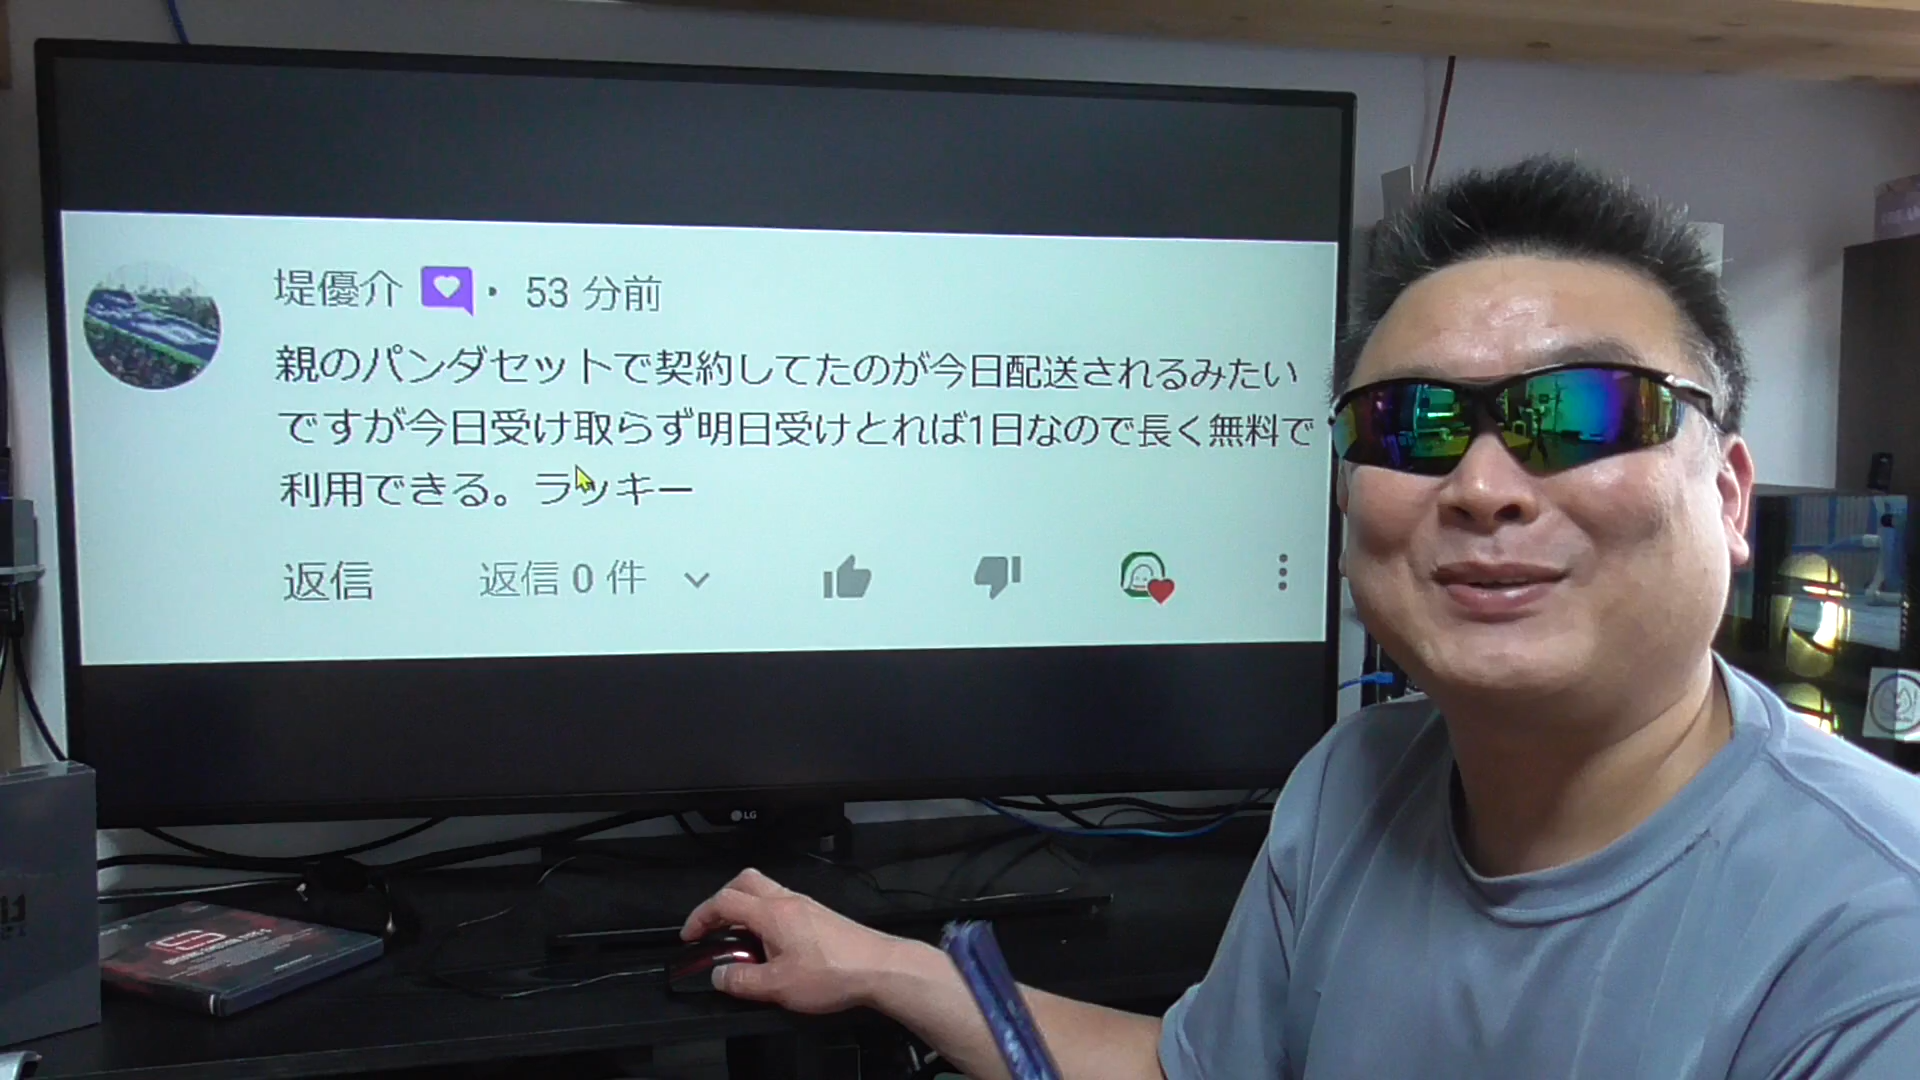 堤優介 · 53 分前
親のパンダセットで契約してたのが今日配送されるみたい
ですが今日受け取らず明日受けとれば1日なので長く無料で
利用できる。ラッキー
返信 返信 0 件
LG